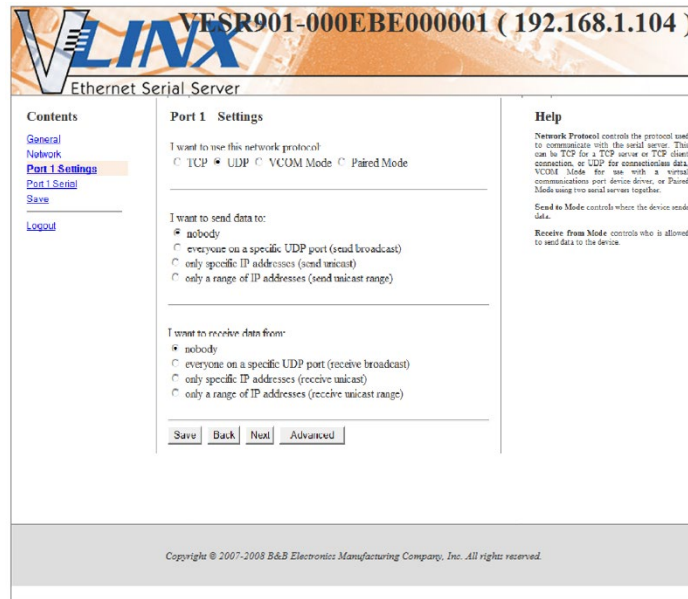 VLINX
VESR901-000EBE000001 ( 192.168.1.104 )
Ethernet Serial Server
Contents
General
Network
Port 1 Settings
Port 1 Serial
Save
Logout
Port 1 Settings
I want to use this network protocol:
TCP UDP VCOM Mode Paired Mode
I want to send data to:
nobody
everyone on a specific UDP port (send broadcast)
only specific IP addresses (send unicast)
only a range of IP addresses (send unicast range)
I want to receive data from:
nobody
everyone on a specific UDP port (receive broadcast)
only specific IP addresses (receive unicast)
only a range of IP addresses (receive unicast range)
Save Back Next Advanced
Help
Network Protocol controls the protocol used
to communicate with the serial server. This
can be TCP for a TCP server or TCP client
connection, or UDP for connectionless data,
VCOM Mode for use with a virtual
communications port device driver, or Paired
Mode using two serial servers together.
Send to Mode controls where the device sends
data.
Receive from Mode controls who is allowed
to send data to the device.
Copyright © 2007-2008 B&B Electronics Manufacturing Company, Inc. All rights reserved.